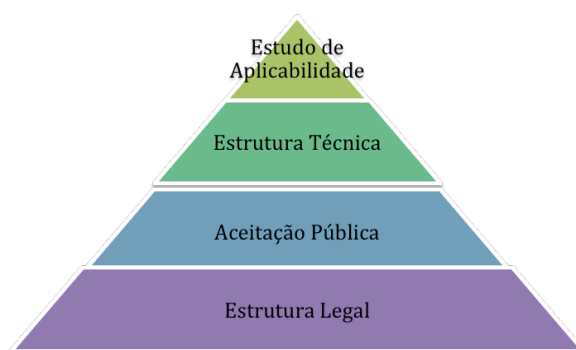 Estudo de
Aplicabilidade
Estrutura Técnica
Aceitação Pública
Estrutura Legal